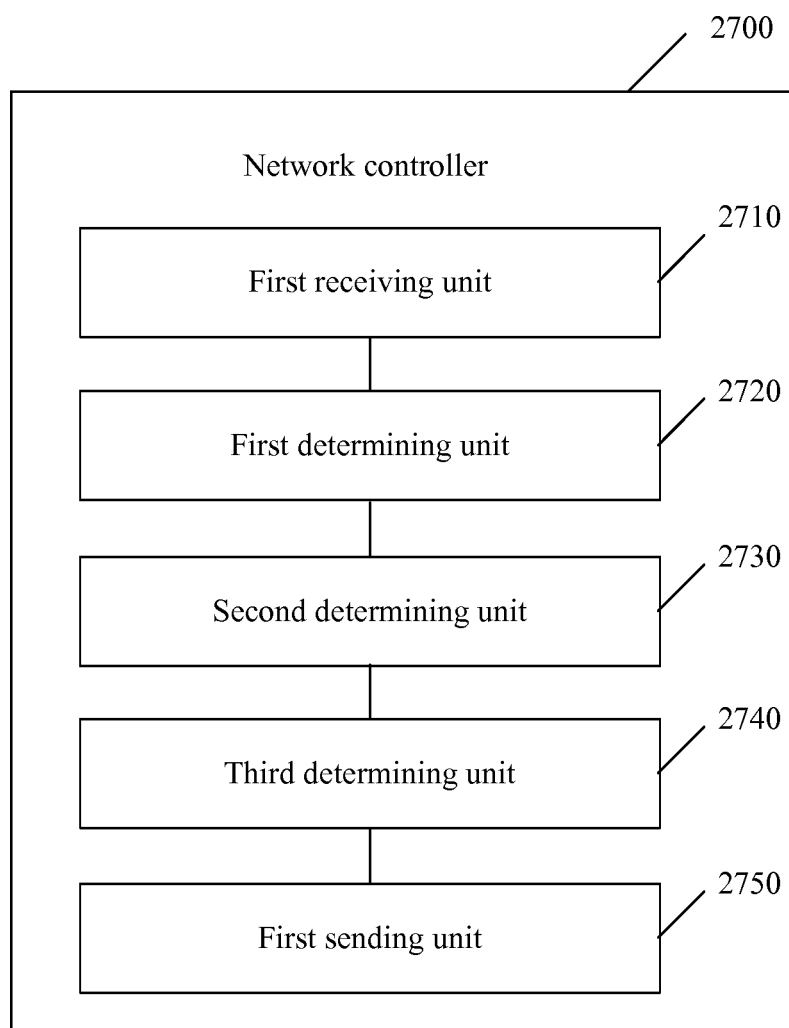 2700
Network controller
2710
First receiving unit
2720
First determining unit
2730
Second determining unit
2740
Third determining unit
2750
First sending unit